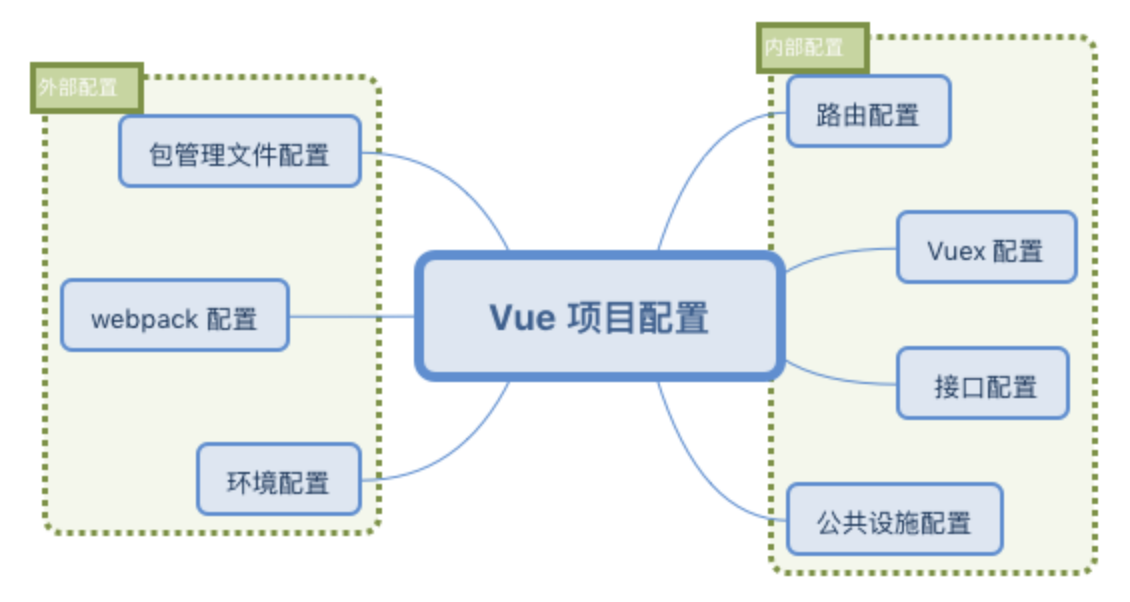 外部配置
包管理文件配置
webpack 配置
环境配置
Vue 项目配置
内部配置
路由配置
Vuex 配置
接口配置
公共设施配置